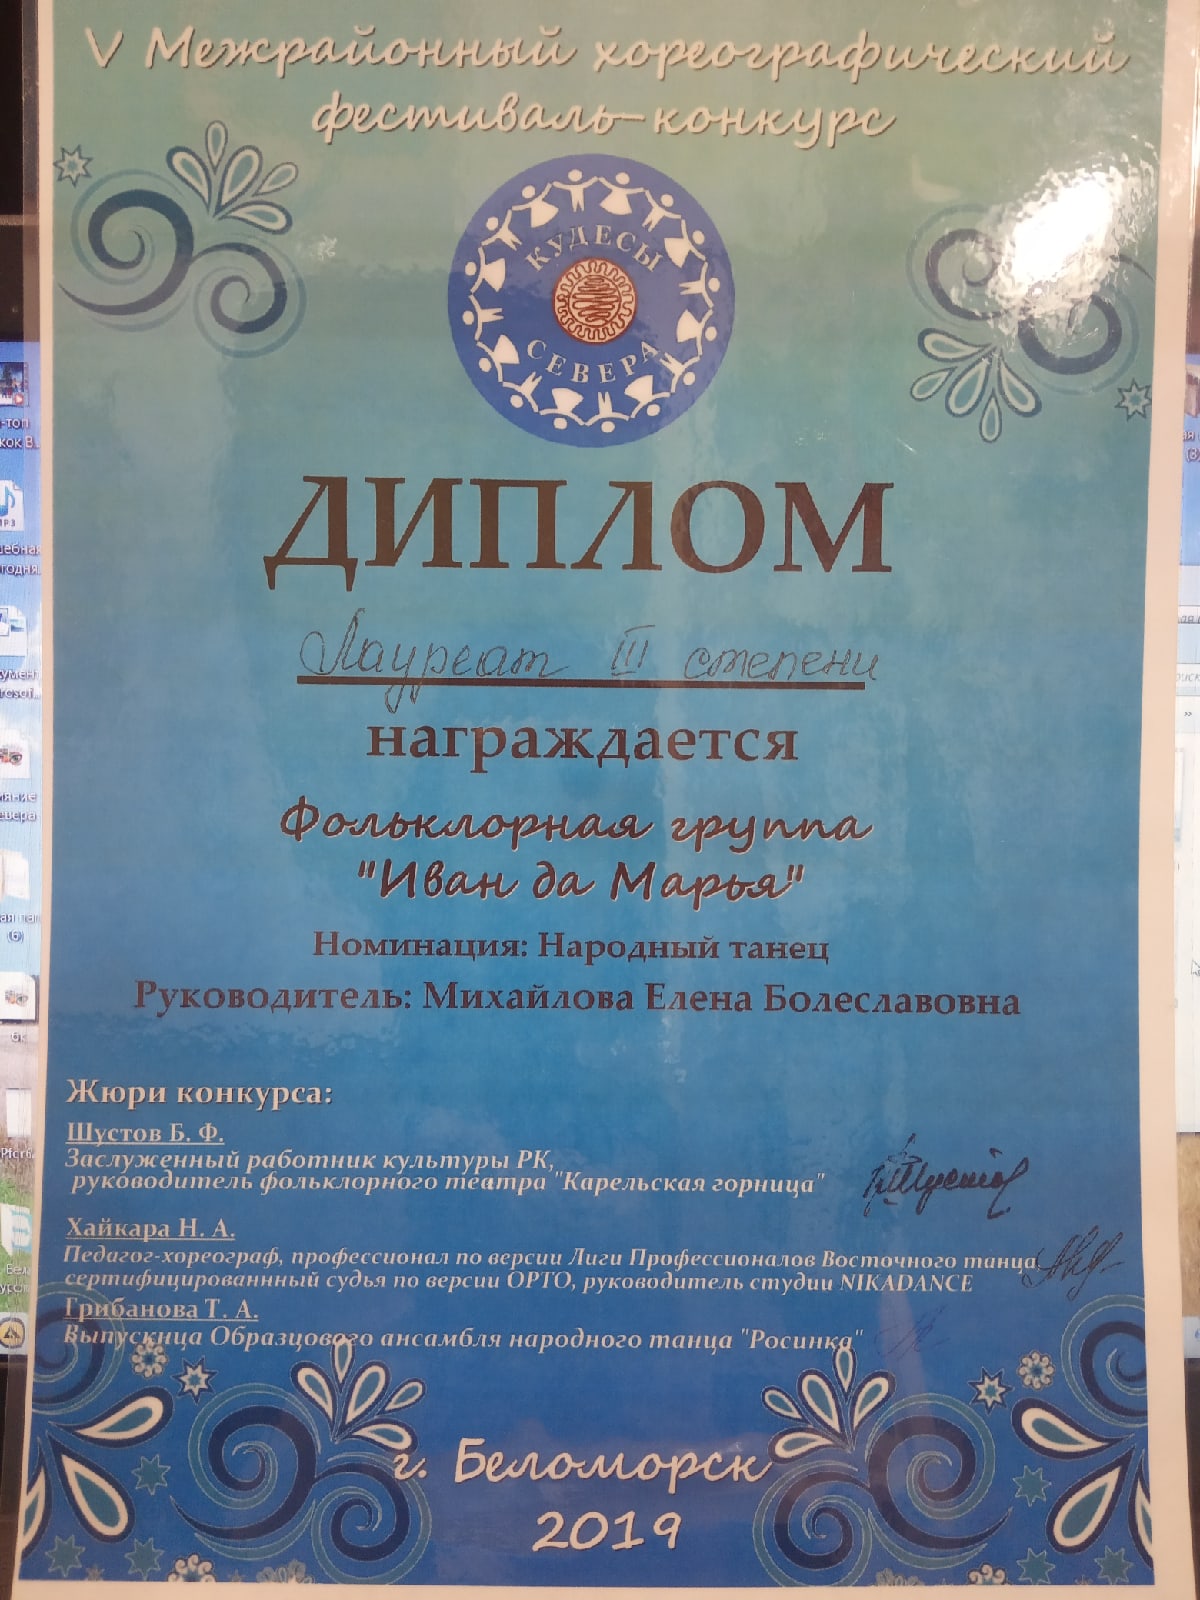 V Межрайонный хореографический
фестиваль-конкурс
КУДЕСЫ
СЕВЕРА
ДИПЛОМ
Лауреат III степени
награждается
Фольклорная группа
"Иван да Марья"
Номинация: Народный танец
Руководитель: Михайлова Елена Болеславовна
Жюри конкурса:
Шустов Б. Ф.
Заслуженный работник культуры РК,
руководитель фольклорного театра "Карельская горница"
Хайкара Н. А.
Педагог-хореограф, профессионал по версии Лиги Профессионалов Восточного танца
сертифицированнный судья по версии ОРТО, руководитель студии NIKADANCE
Грибанова Т. А.
Выпускница Образцового ансамбля народного танца "Росинка"
г. Беломорск
2019